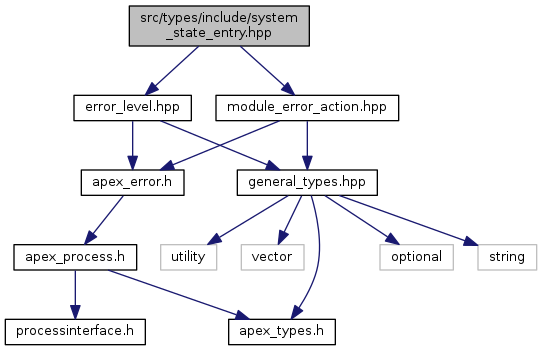 src/types/include/system
_state_entry.hpp
error_level.hpp
module_error_action.hpp
apex_error.h
general_types.hpp
apex_process.h
utility
vector
optional
string
processinterface.h
apex_types.h